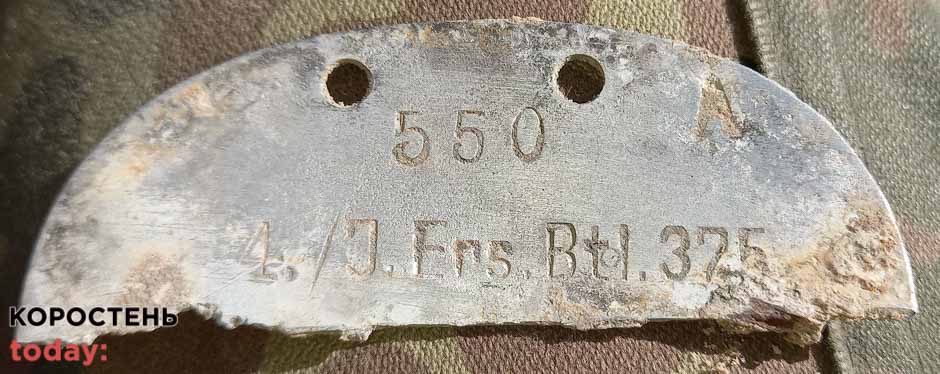 A
550
4./J.Ers.Btl.375
КОРОСТЕНЬ
today: